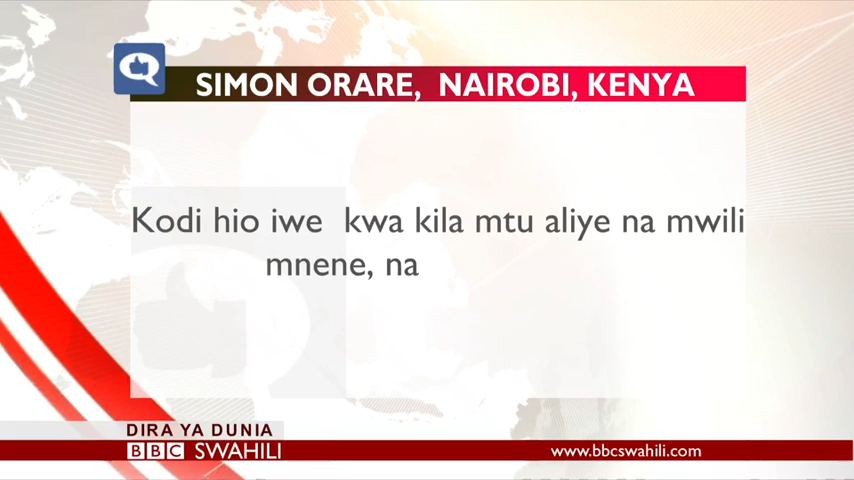 SIMON ORARE, NAIROBI, KENYA
Kodi hio iwe kwa kila mtu aliye na mwili
mnene, na
DIRA YA DUNIA
BBC SWAHILI
www.bbcswahili.com